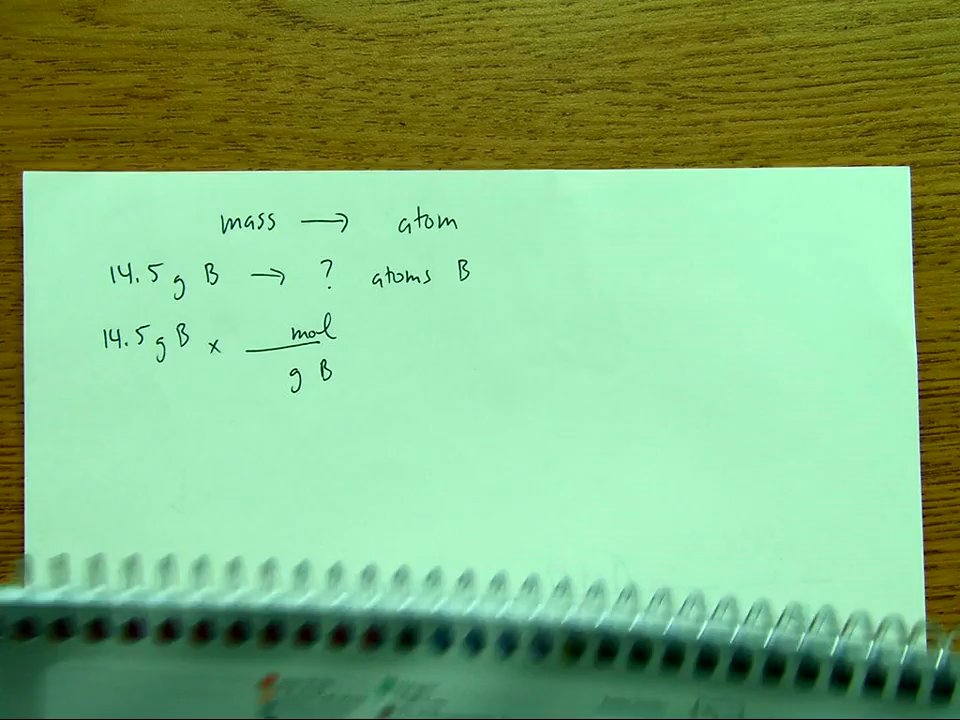 mass → atom
14.5 g B → ? atoms B
14.5 g B x mol
g B